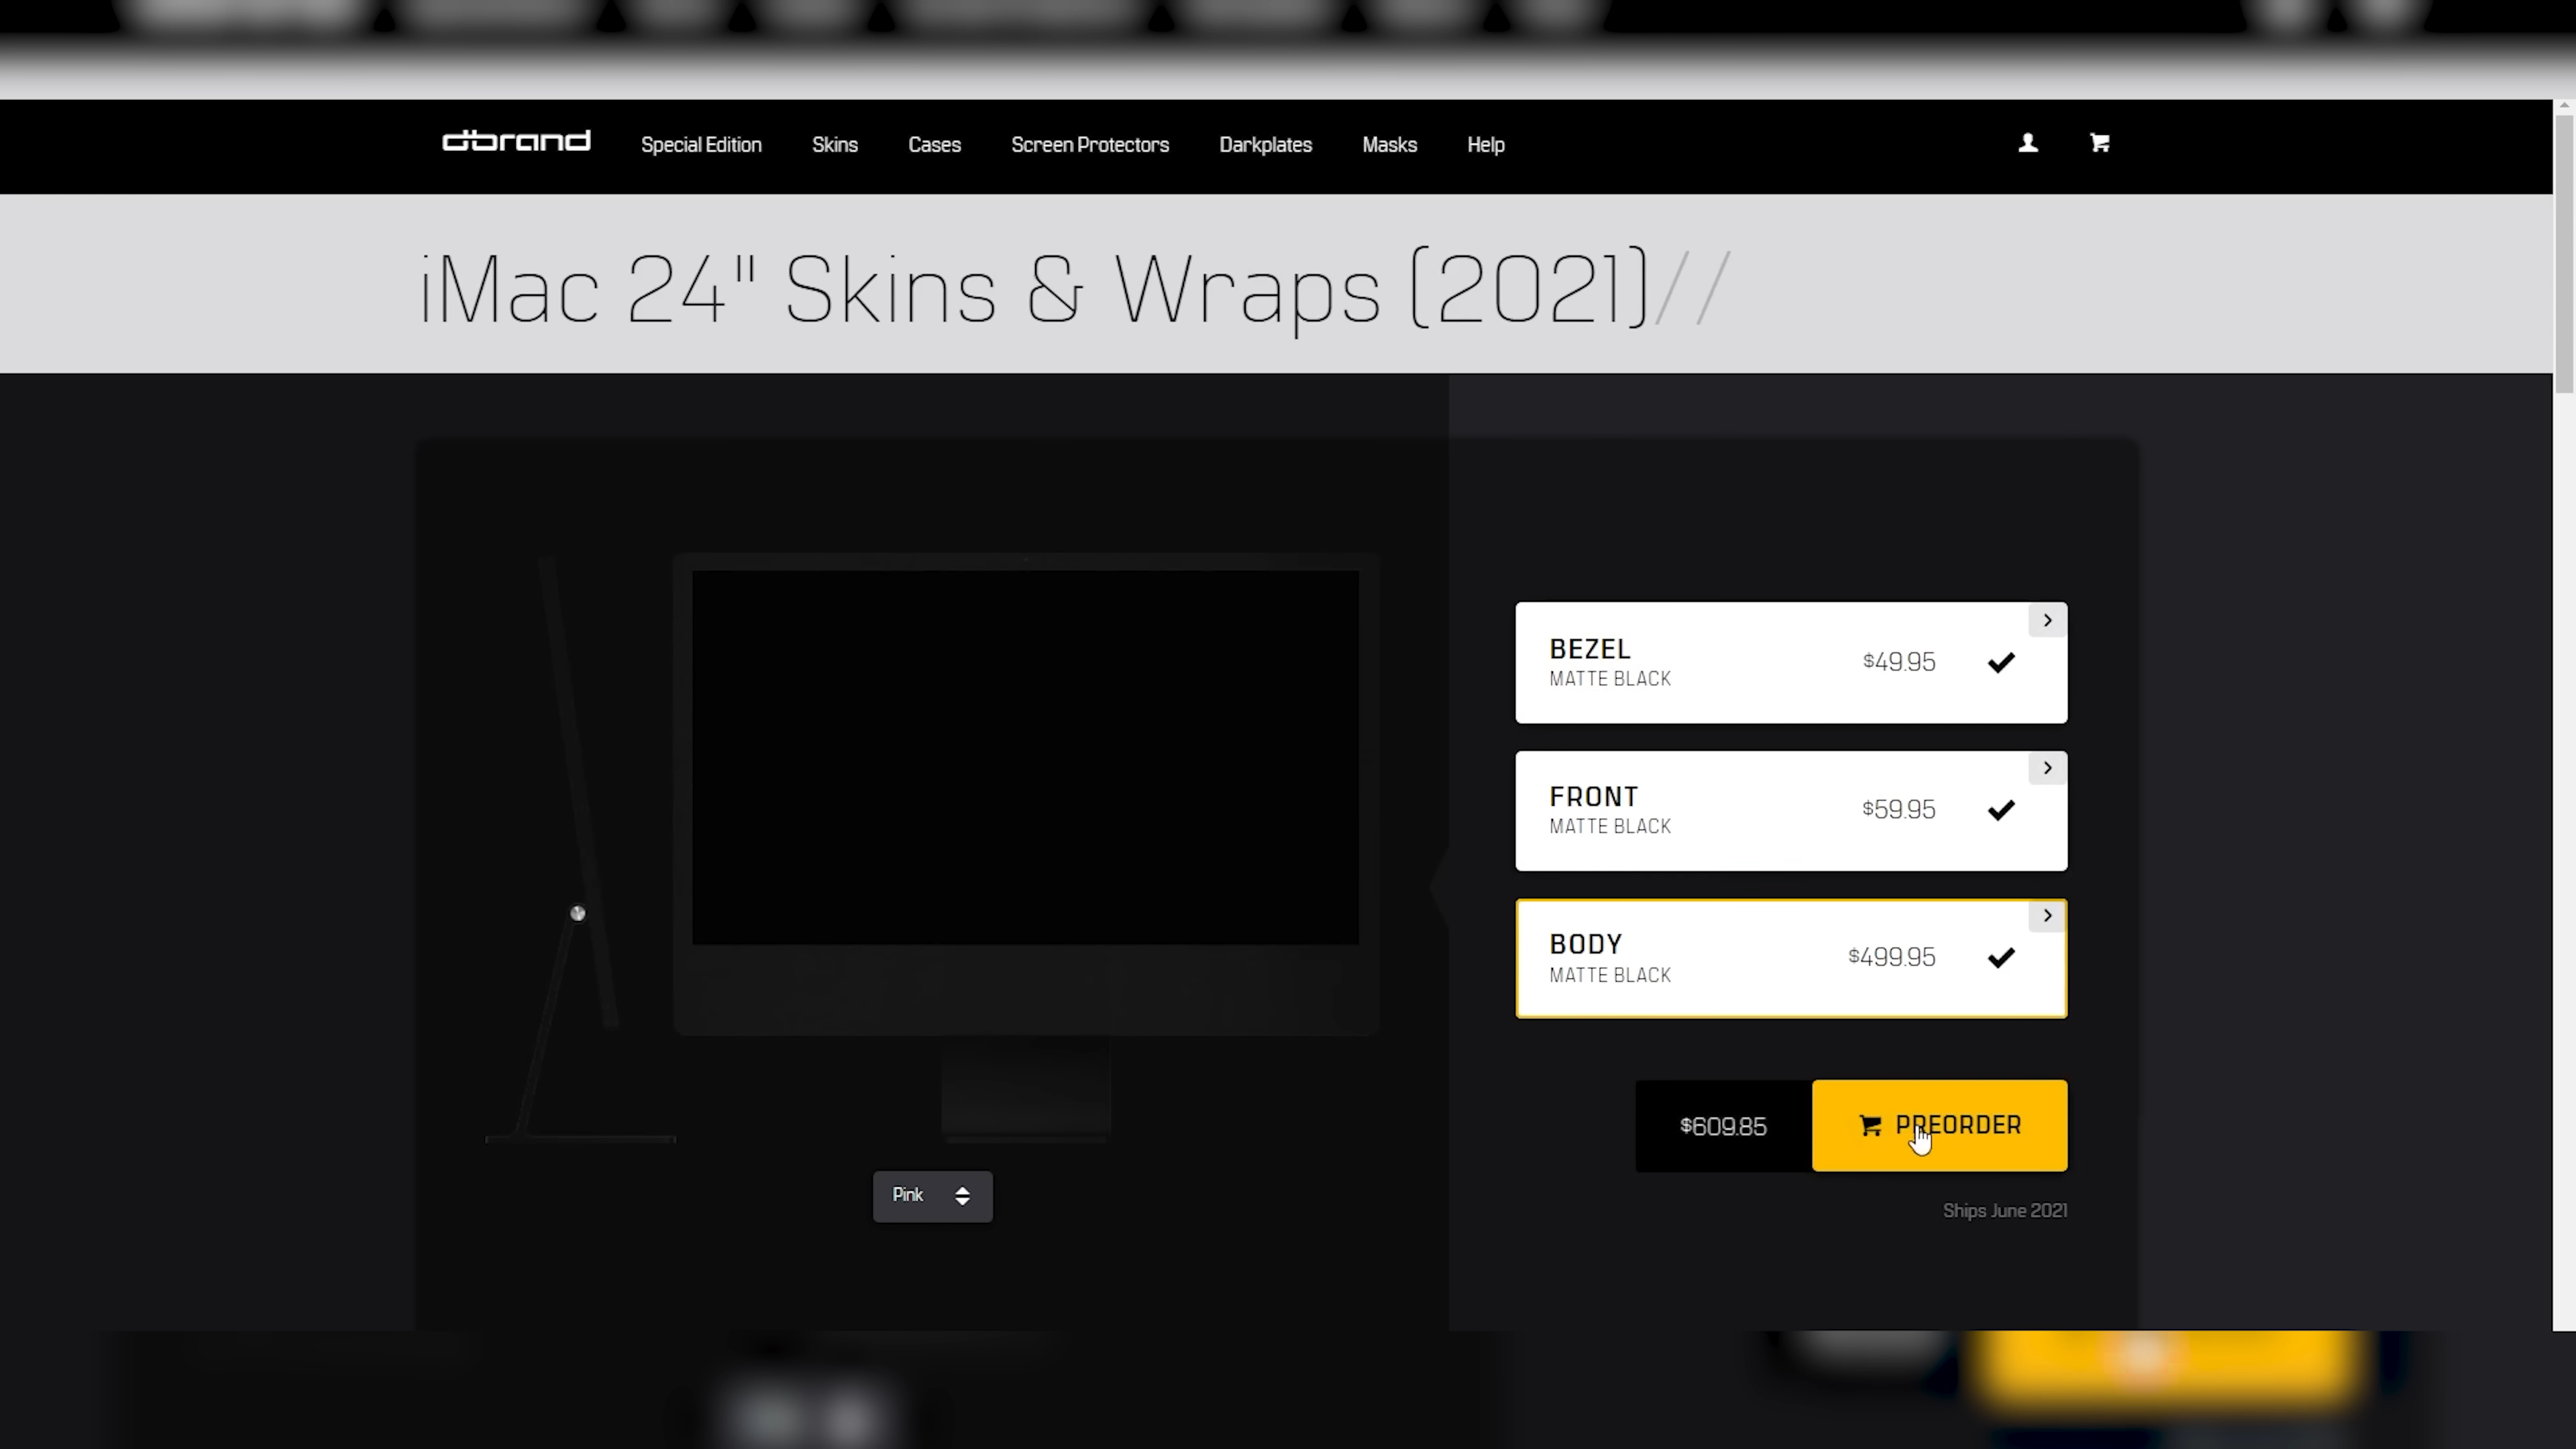 dbrand Special Edition Skins Cases Screen Protectors Darkplates Masks Help
iMac 24" Skins & Wraps (2021)//
BEZEL
MATTE BLACK
$49.95
FRONT
MATTE BLACK
$59.95
BODY
MATTE BLACK
$499.95
$609.85
PREORDER
Ships June 2021
Pink